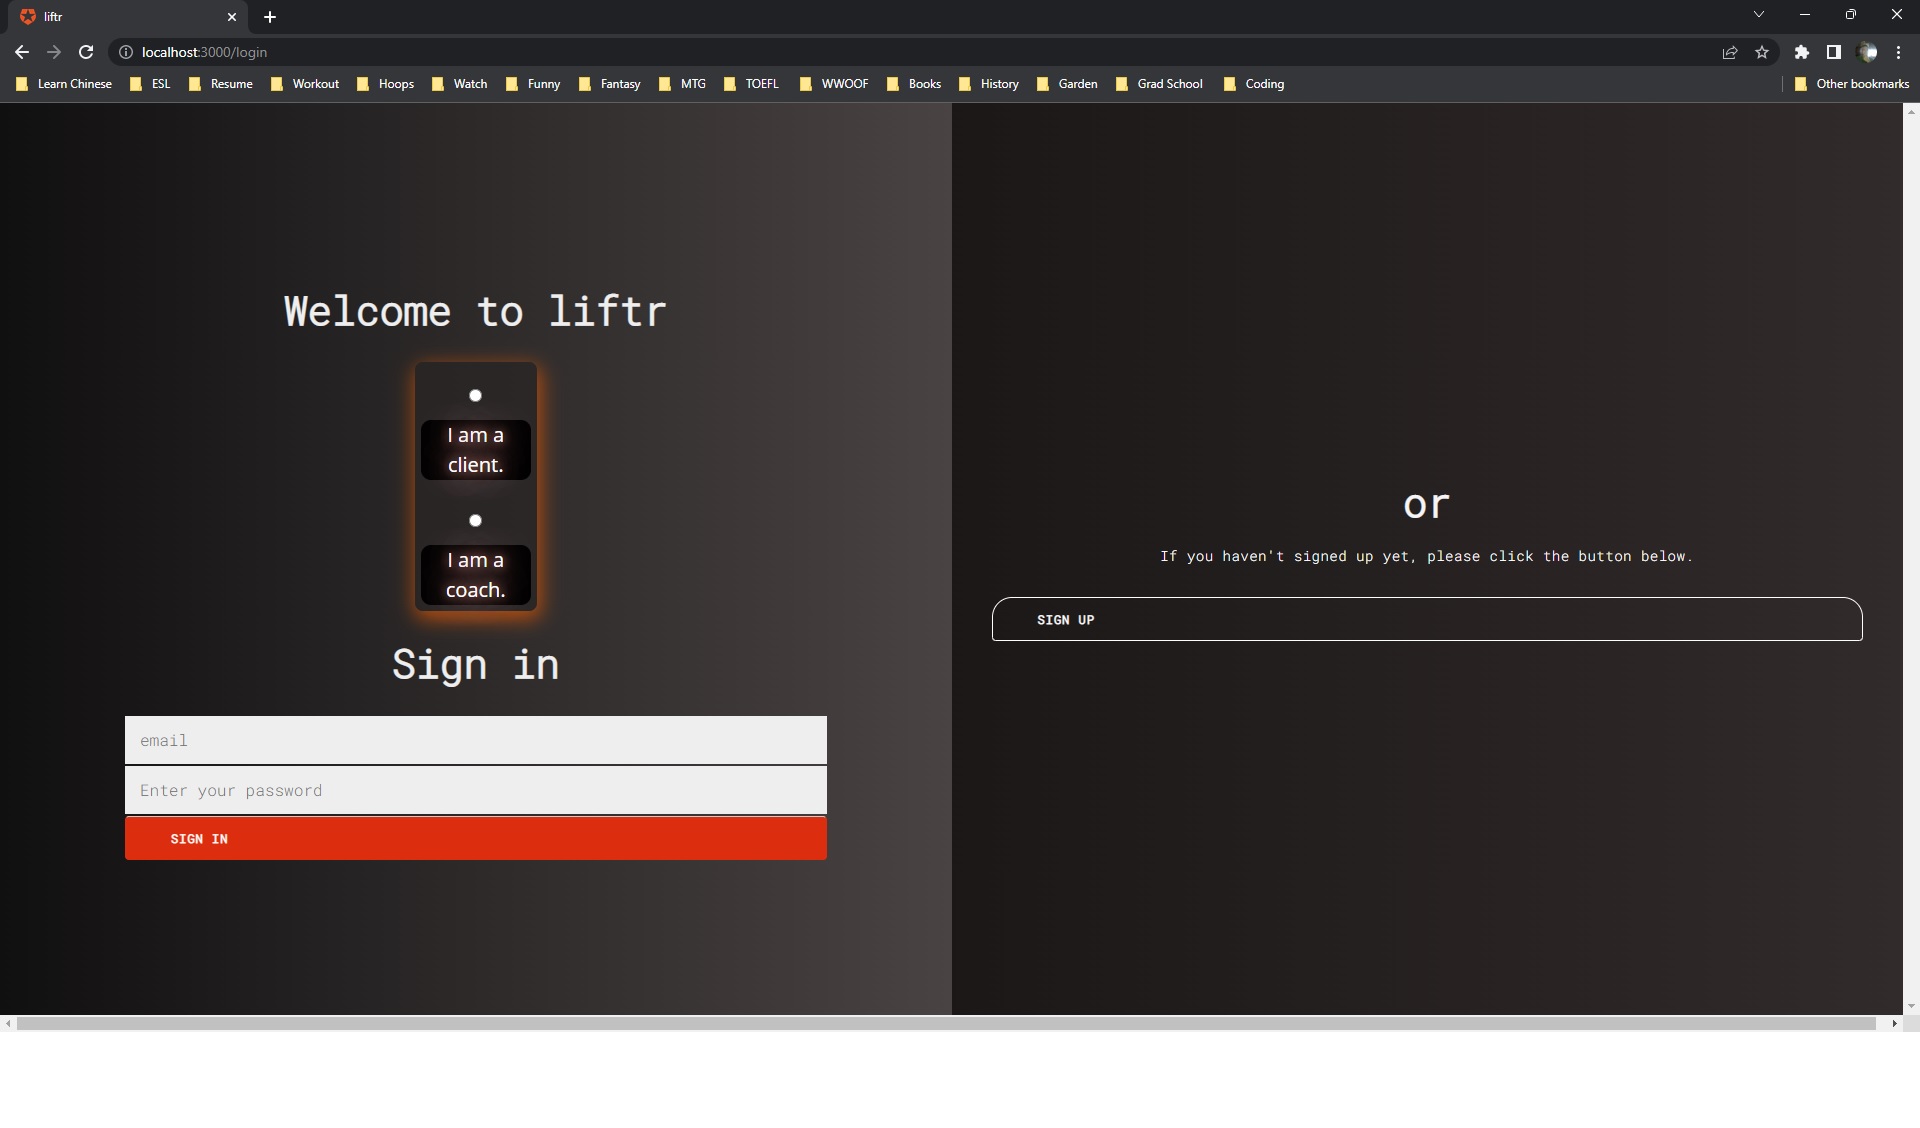 liftr
localhost:3000/login
Learn Chinese ESL Resume Workout Hoops Watch Funny Fantasy MTG TOEFL WWOOF Books History Garden Grad School Coding Other bookmarks
Welcome to liftr
I am a
client.
I am a
coach.
Sign in
email
Enter your password
SIGN IN
or
If you haven't signed up yet, please click the button below.
SIGN UP